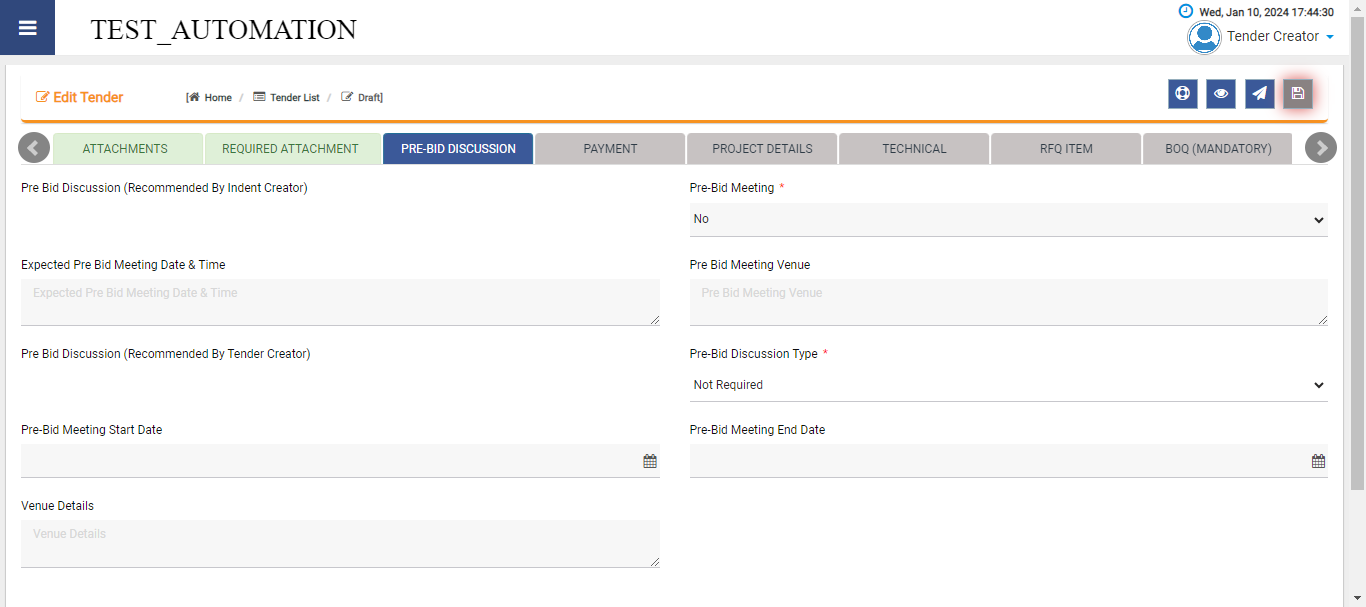 TEST_AUTOMATION
Wed, Jan 10, 2024 17:44:30
Tender Creator
Edit Tender
[ Home / Tender List / Draft]
ATTACHMENTS
REQUIRED ATTACHMENT
PRE-BID DISCUSSION
PAYMENT
PROJECT DETAILS
TECHNICAL
RFQ ITEM
BOQ (MANDATORY)
Pre Bid Discussion (Recommended By Indent Creator)
Pre-Bid Meeting *
No
Expected Pre Bid Meeting Date & Time
Expected Pre Bid Meeting Date & Time
Pre Bid Meeting Venue
Pre Bid Meeting Venue
Pre Bid Discussion (Recommended By Tender Creator)
Pre-Bid Discussion Type *
Not Required
Pre-Bid Meeting Start Date
Pre-Bid Meeting End Date
Venue Details
Venue Details